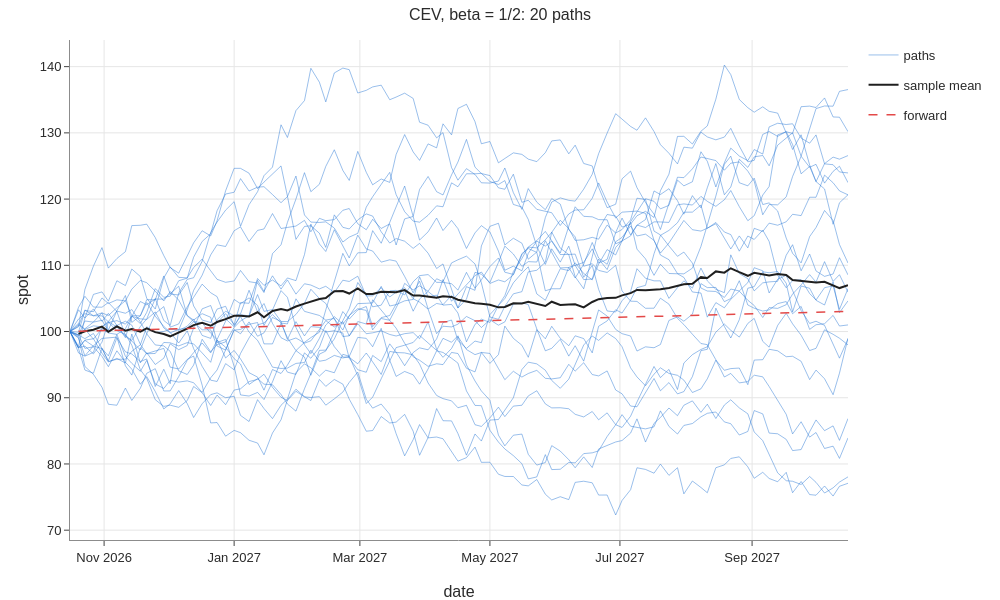 CEV, beta = 1/2: 20 paths
paths
sample mean
forward
spot
140
130
120
110
100
90
80
70
Nov 2026
Jan 2027
Mar 2027
May 2027
Jul 2027
Sep 2027
date